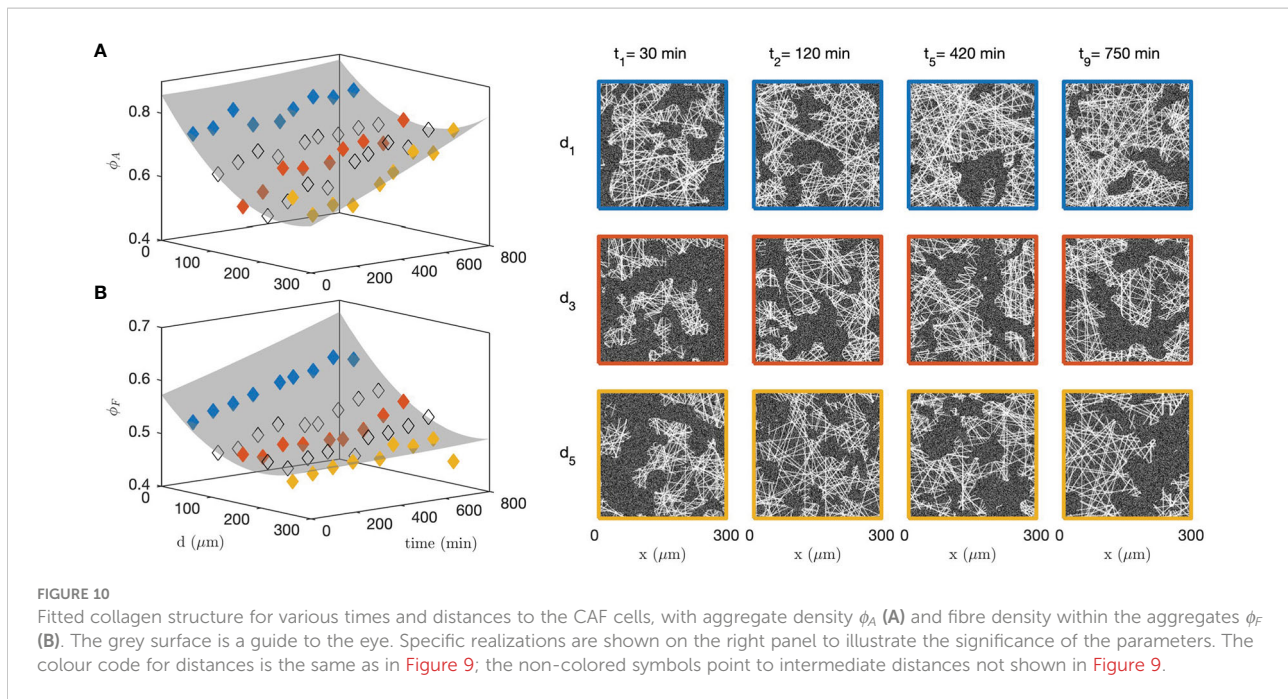 A
0.8
0.6
0.4
ϕ_A
0
100
200
300
0
200
400
600
800
B
0.7
0.6
0.5
0.4
ϕ_F
0
100
200
300
0
200
400
600
800
d (μm)
time (min)
t₁= 30 min
t₂= 120 min
t₅= 420 min
t₉= 750 min
d₁
d₃
d₅
0
300
0
300
0
300
0
300
x (μm)
x (μm)
x (μm)
x (μm)
FIGURE 10
Fitted collagen structure for various times and distances to the CAF cells, with aggregate density ϕ_A (A) and fibre density within the aggregates ϕ_F
(B). The grey surface is a guide to the eye. Specific realizations are shown on the right panel to illustrate the significance of the parameters. The
colour code for distances is the same as in Figure 9; the non-colored symbols point to intermediate distances not shown in Figure 9.